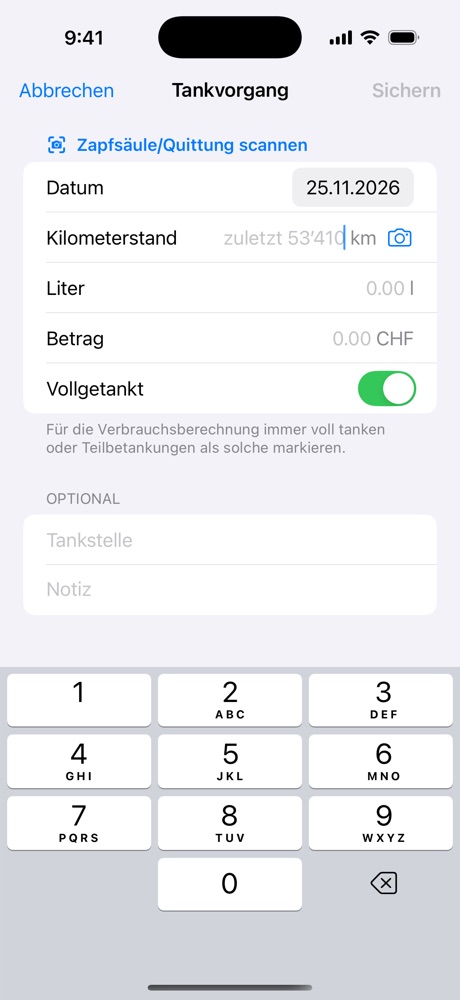 9:41
Abbrechen Tankvorgang Sichern
Zapfsäule/Quittung scannen
Datum 25.11.2026
Kilometerstand zuletzt 53’410 km
Liter 0.00 l
Betrag 0.00 CHF
Vollgetankt
Für die Verbrauchsberechnung immer voll tanken
oder Teilbetankungen als solche markieren.
OPTIONAL
Tankstelle
Notiz
1 2 3
ABC DEF
4 5 6
GHI JKL MNO
7 8 9
PQRS TUV WXYZ
0